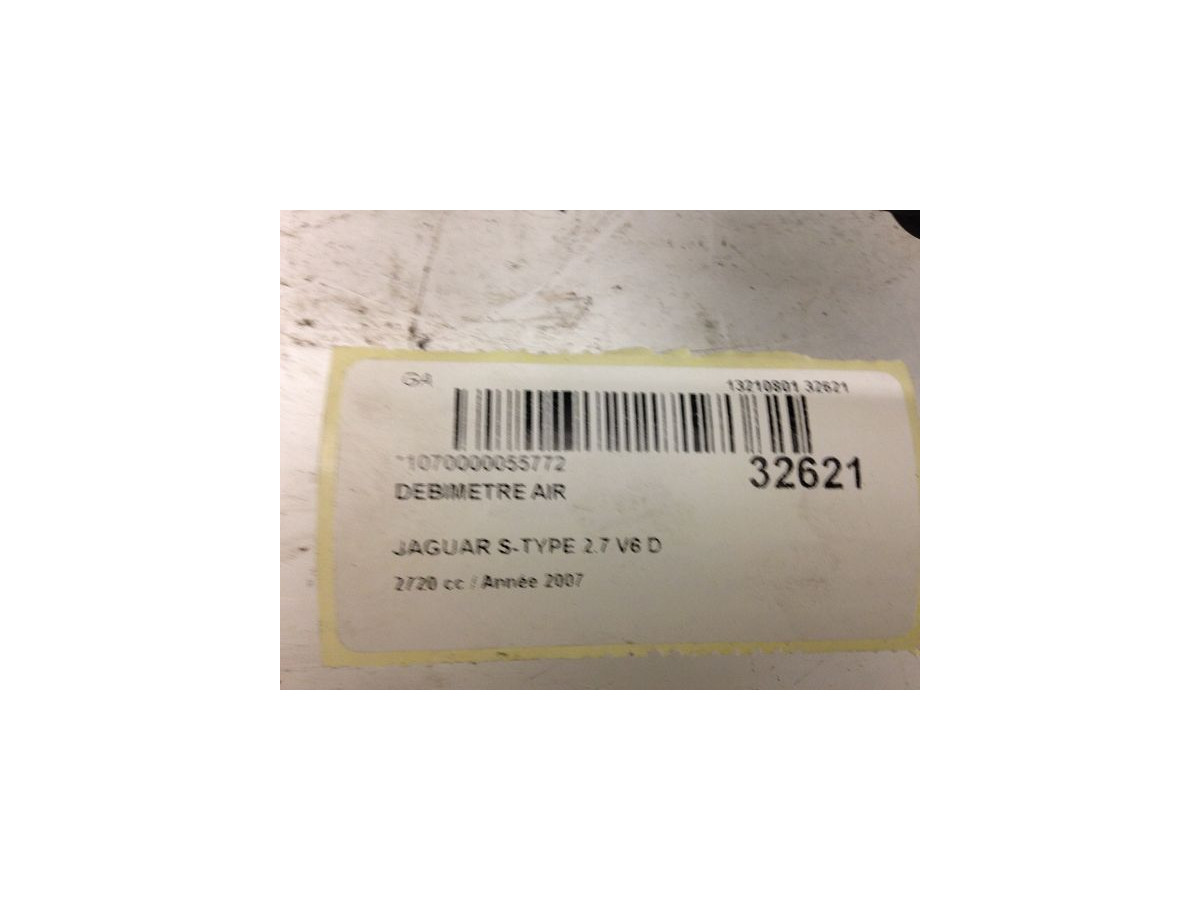 GA
13210801 32621
*1070000055772
32621
DEBIMETRE AIR
JAGUAR S-TYPE 2.7 V6 D
2720 cc / Année 2007